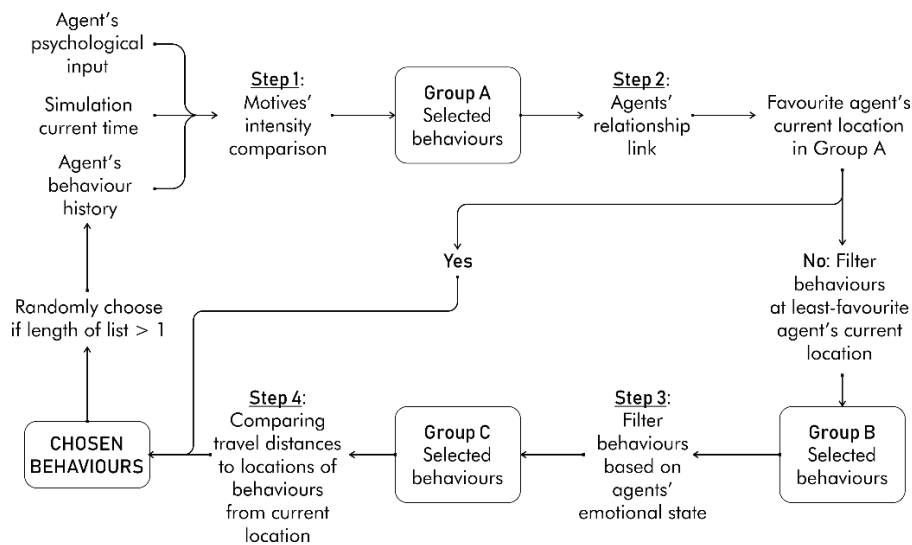 Agent's
psychological
input
Simulation
current time
Agent's
behaviour
history
Step 1:
Motives'
intensity
comparison
Group A
Selected
behaviours
Step 2:
Agents'
relationship
link
Favourite agent's
current location
in Group A
Yes
No: Filter
behaviours
at least-favourite
agent's current
location
Group B
Selected
behaviours
Step 3:
Filter
behaviours
based on
agents'
emotional state
Group C
Selected
behaviours
Step 4:
Comparing
travel distances
to locations of
behaviours
from current
location
CHOSEN
BEHAVIOURS
Randomly choose
if length of list > 1